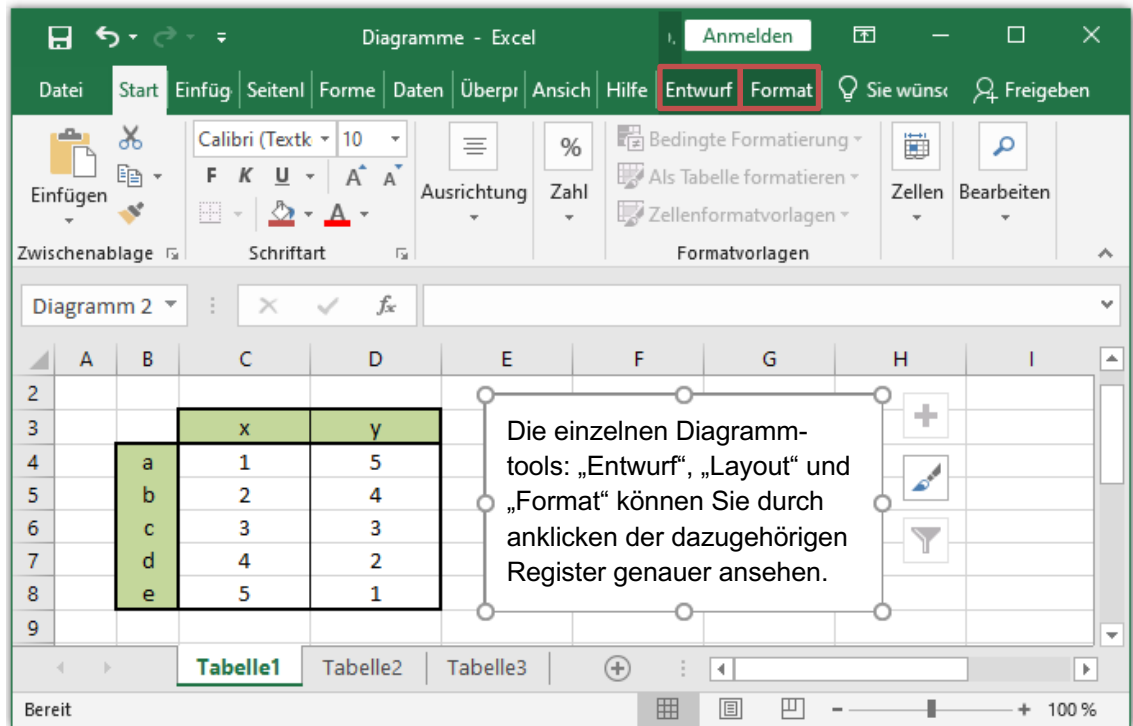 Diagramme - Excel
Anmelden
Datei Start Einfüg Seitenl Forme Daten Überpr Ansich Hilfe Entwurf Format Sie wünsc Freigeben
Calibri (Textk 10
% Bedingte Formatierung
F K U A A Als Tabelle formatieren
Einfügen Ausrichtung Zahl Zellen Bearbeiten
A Zellenformatvorlagen
Zwischenablage Schriftart Formatvorlagen
Diagramm 2 fx
A B C D E F G H I
2
3 x y
4 a 1 5
5 b 2 4
6 c 3 3
7 d 4 2
8 e 5 1
9
Die einzelnen Diagramm-
tools: „Entwurf“, „Layout“ und
„Format“ können Sie durch
anklicken der dazugehörigen
Register genauer ansehen.
Tabelle1 Tabelle2 Tabelle3
Bereit 100 %